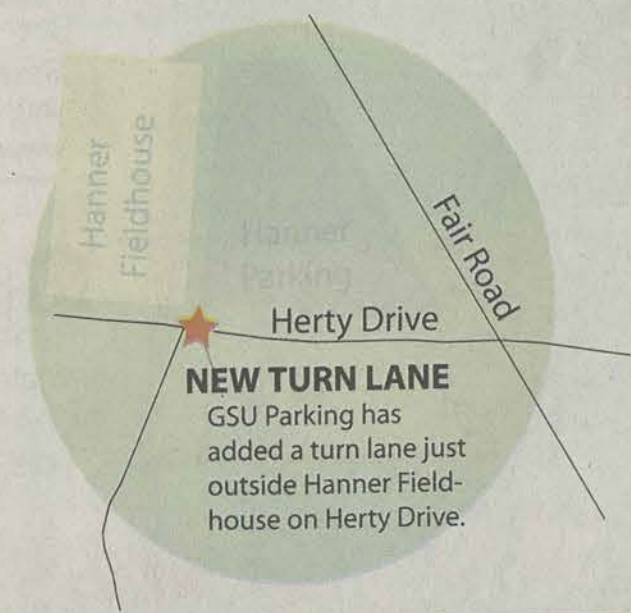 Hanner
Fieldhouse
Hanner
Parking
Fair Road
Herty Drive
NEW TURN LANE
GSU Parking has
added a turn lane just
outside Hanner Field-
house on Herty Drive.